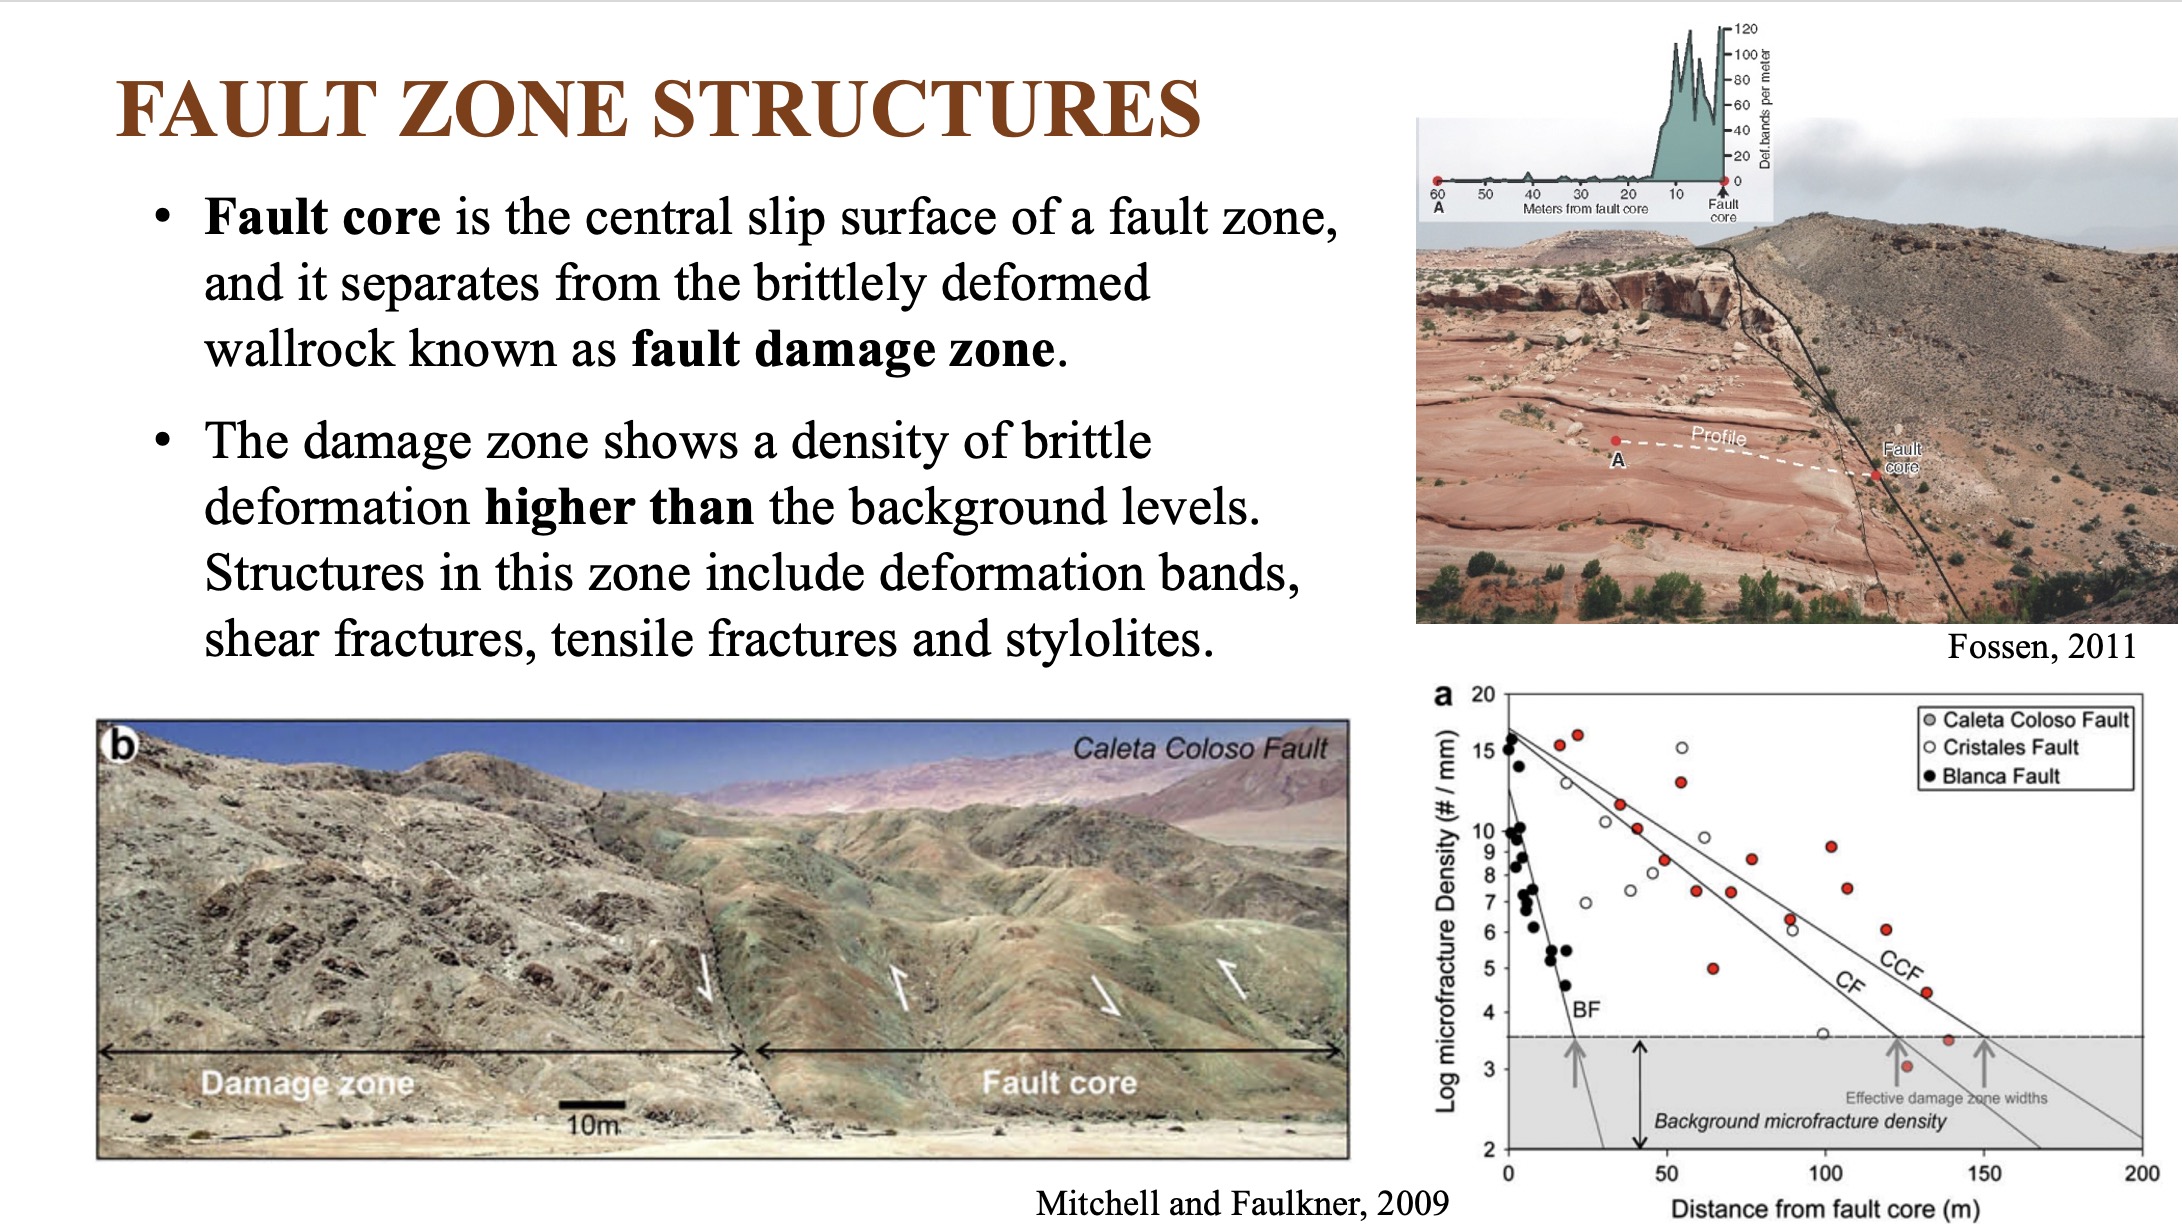 FAULT ZONE STRUCTURES
• Fault core is the central slip surface of a fault zone,
and it separates from the brittlely deformed
wallrock known as fault damage zone.
• The damage zone shows a density of brittle
deformation higher than the background levels.
Structures in this zone include deformation bands,
shear fractures, tensile fractures and stylolites.
120
100
80
60
40
20
0
Def.bands per meter
60 50 40 30 20 10
A
Meters from fault core
Fault
core
Profile
A
Fault
core
Fossen, 2011
b
Caleta Coloso Fault
Damage zone
Fault core
10m
Mitchell and Faulkner, 2009
a
20
15
10
9
8
7
6
5
4
3
2
Log microfracture Density (# / mm)
Caleta Coloso Fault
Cristales Fault
Blanca Fault
CCF
CF
BF
Effective damage zone widths
Background microfracture density
0 50 100 150 200
Distance from fault core (m)